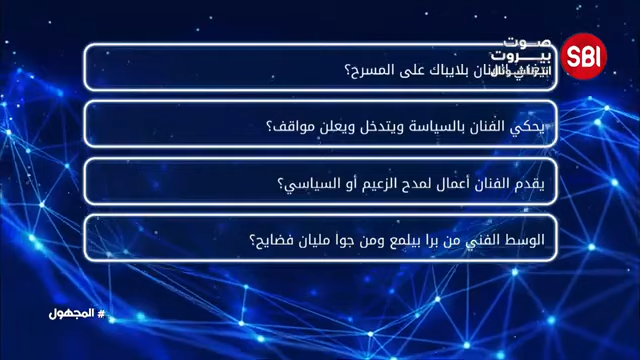 صوت
بيروت
إنترناشونال
SBI
الفنان بلايباك على المسرح؟
يحكي الفنان بالسياسة ويتدخل ويعلن مواقف؟
يقدم الفنان أعمال لمدح الزعيم أو السياسي؟
الوسط الفني من برا بيلمع ومن جوا مليان فضايح؟
#المجهول